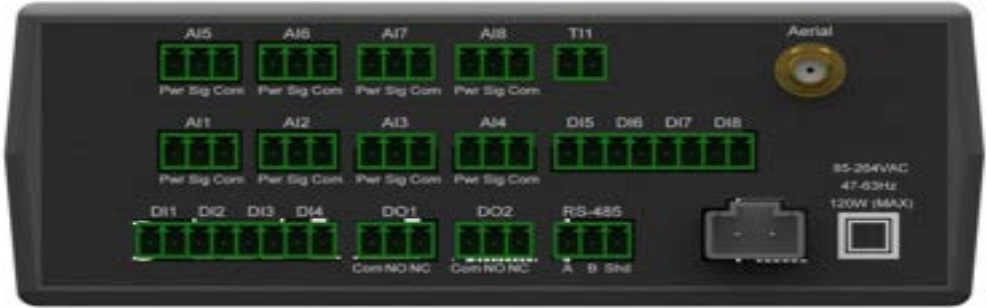 AI5 AI6 AI7 AI8 TI1 Aerial
Pwr Sig Com Pwr Sig Com Pwr Sig Com Pwr Sig Com
AI1 AI2 AI3 AI4 DI5 DI6 DI7 DI8
Pwr Sig Com Pwr Sig Com Pwr Sig Com Pwr Sig Com
85-264VAC
47-63Hz
120W (MAX)
DI1 DI2 DI3 DI4 DO1 DO2 RS-485
Com NO NC Com NO NC A B Shd